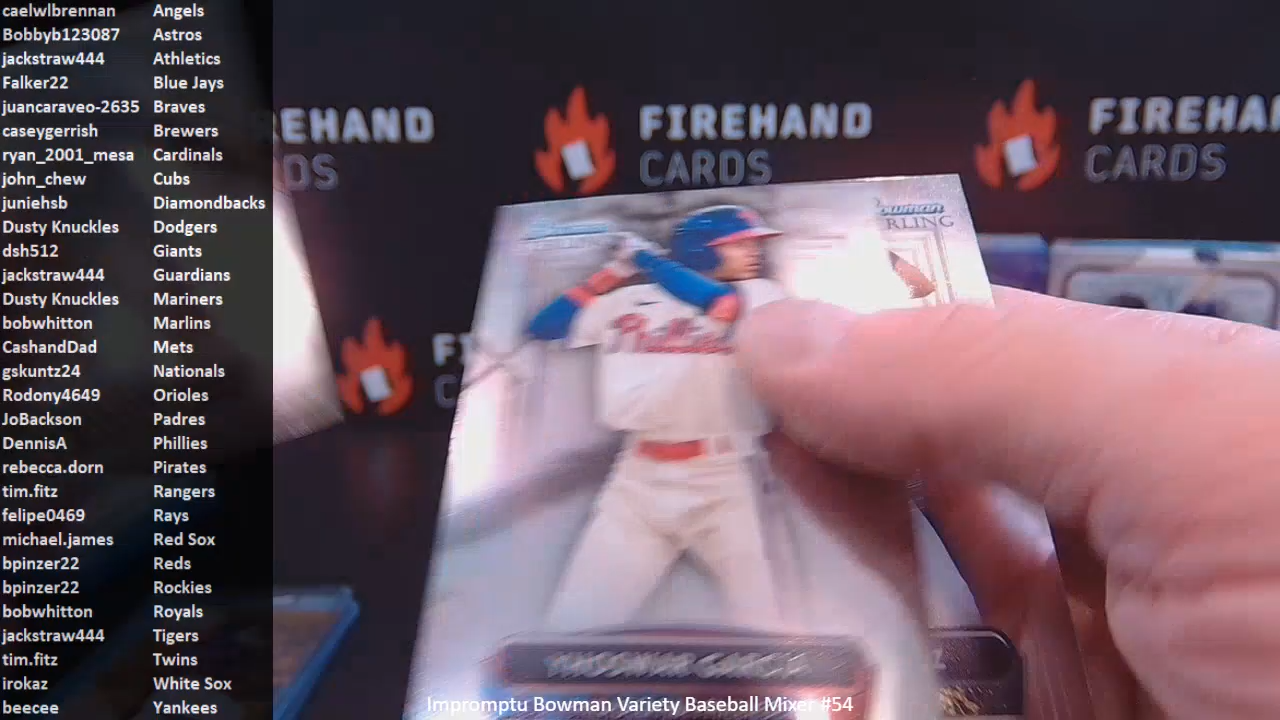 caelwlbrennan Angels
Bobbyb123087 Astros
jackstraw444 Athletics
Falker22 Blue Jays
juancaraveo-2635 Braves
caseygerrish Brewers
ryan_2001_mesa Cardinals
john_chew Cubs
juniehsb Diamondbacks
Dusty Knuckles Dodgers
dsh512 Giants
jackstraw444 Guardians
Dusty Knuckles Mariners
bobwhitton Marlins
CashandDad Mets
gskuntz24 Nationals
Rodony4649 Orioles
JoBackson Padres
DennisA Phillies
rebecca.dorn Pirates
tim.fitz Rangers
felipe0469 Rays
michael.james Red Sox
bpinzer22 Reds
bpinzer22 Rockies
bobwhitton Royals
jackstraw444 Tigers
tim.fitz Twins
irokaz White Sox
beecee Yankees
EHAND
DS
FIREHAND
CARDS
FIREHA
CARDS
F
C
Bowman
RLING
Phillies
GARCIA
Z
Impromptu Bowman Variety Baseball Mixer #54